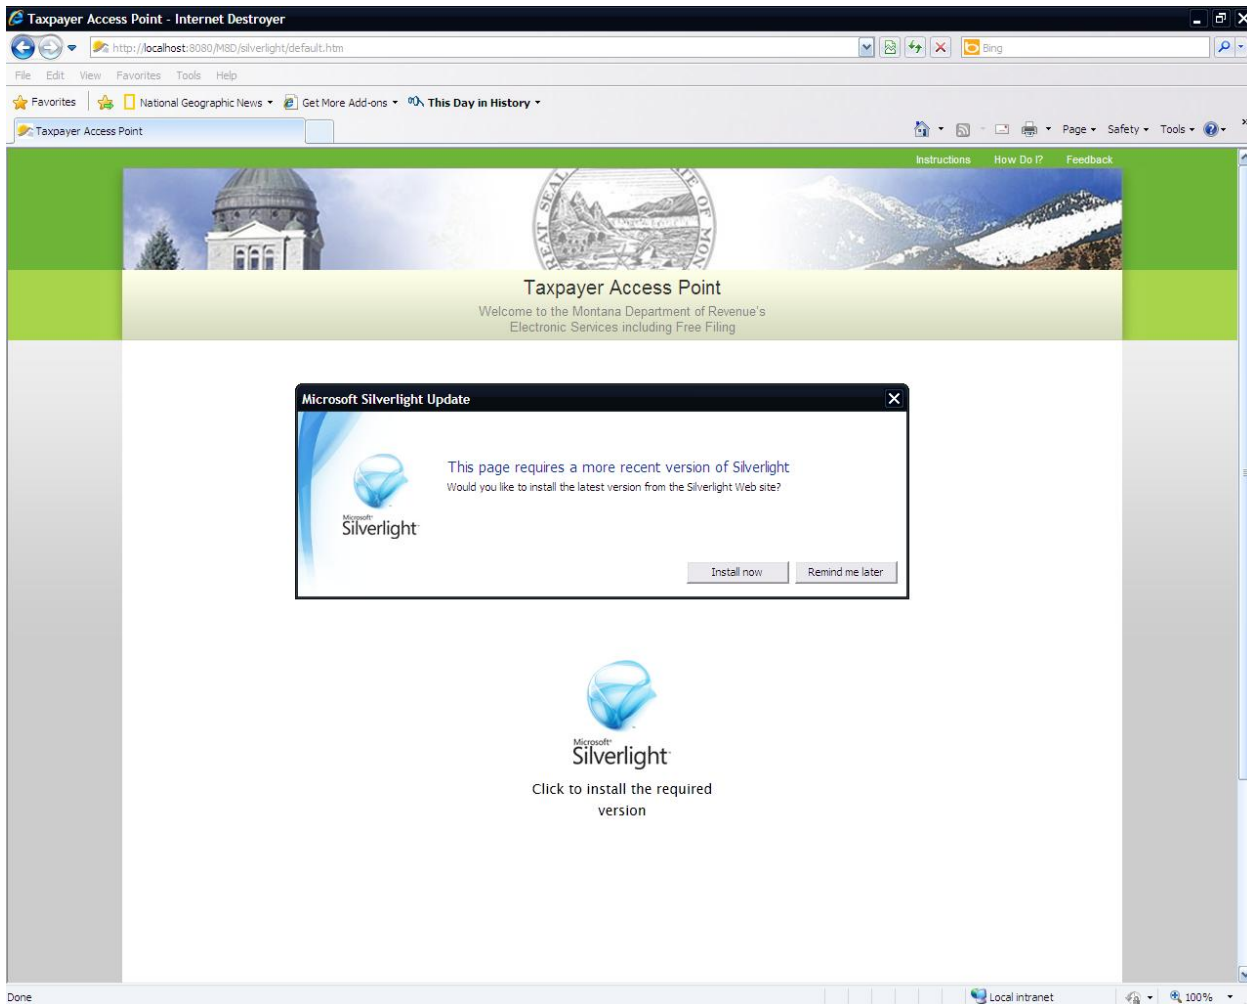 Taxpayer Access Point - Internet Destroyer
http://localhost:8080/M8D/silverlight/default.htm
Bing
File Edit View Favorites Tools Help
Favorites National Geographic News Get More Add-ons This Day in History
Taxpayer Access Point
Page Safety Tools
Instructions How Do I? Feedback
GREAT SEAL OF MON
Taxpayer Access Point
Welcome to the Montana Department of Revenue's
Electronic Services including Free Filing
Microsoft Silverlight Update
This page requires a more recent version of Silverlight
Would you like to install the latest version from the Silverlight Web site?
Microsoft
Silverlight
Install now Remind me later
Microsoft
Silverlight
Click to install the required
version
Done Local intranet 100%